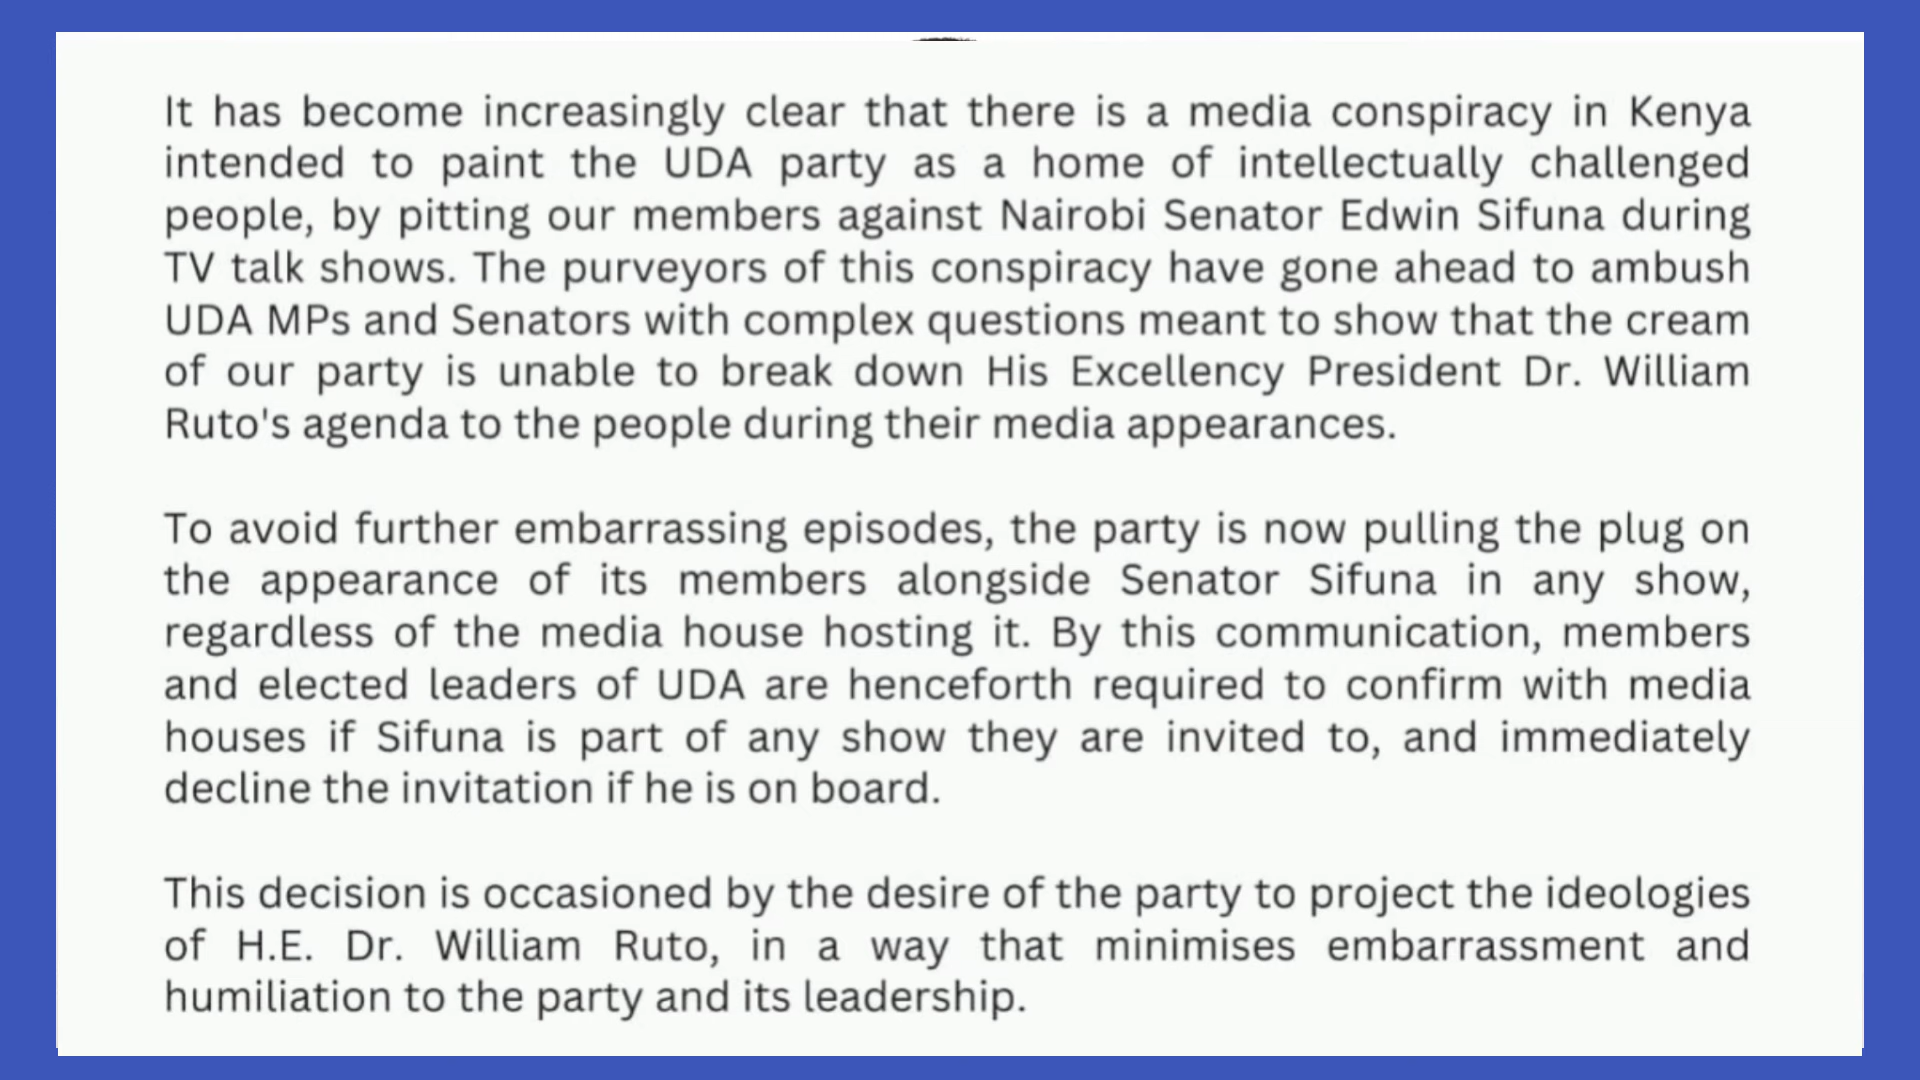 It has become increasingly clear that there is a media conspiracy in Kenya
intended to paint the UDA party as a home of intellectually challenged
people, by pitting our members against Nairobi Senator Edwin Sifuna during
TV talk shows. The purveyors of this conspiracy have gone ahead to ambush
UDA MPs and Senators with complex questions meant to show that the cream
of our party is unable to break down His Excellency President Dr. William
Ruto's agenda to the people during their media appearances.
To avoid further embarrassing episodes, the party is now pulling the plug on
the appearance of its members alongside Senator Sifuna in any show,
regardless of the media house hosting it. By this communication, members
and elected leaders of UDA are henceforth required to confirm with media
houses if Sifuna is part of any show they are invited to, and immediately
decline the invitation if he is on board.
This decision is occasioned by the desire of the party to project the ideologies
of H.E. Dr. William Ruto, in a way that minimises embarrassment and
humiliation to the party and its leadership.